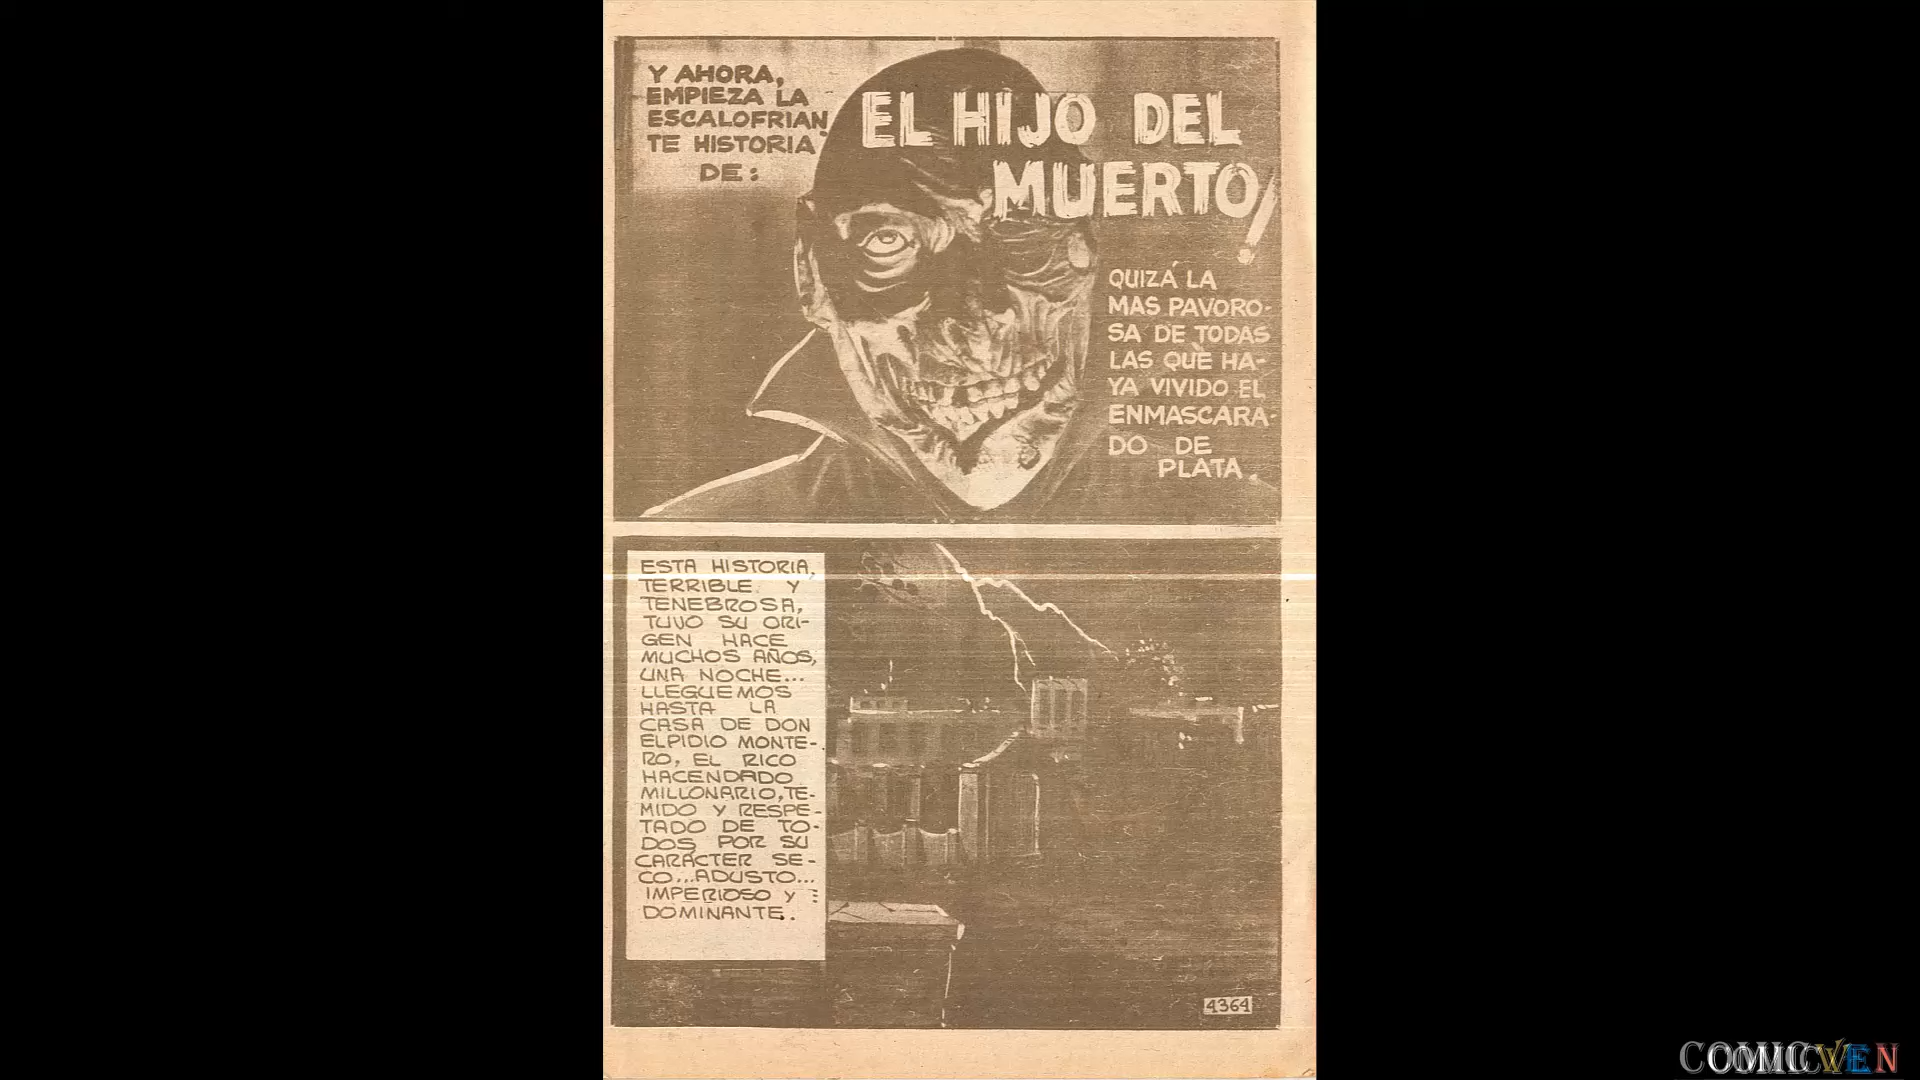 Y AHORA,
EMPIEZA LA
ESCALOFRIAN
TE HISTORIA
DE:
EL HIJO DEL
MUERTO!
QUIZÁ LA
MAS PAVORO-
SA DE TODAS
LAS QUE HA-
YA VIVIDO EL
ENMASCARA-
DO DE
PLATA.
ESTA HISTORIA,
TERRIBLE Y
TENEBROSA,
TUVO SU ORI-
GEN HACE
MUCHOS AÑOS,
UNA NOCHE...
LLEGUEMOS
HASTA LA
CASA DE DON
ELPIDIO MONTE-
RO, EL RICO
HACENDADO
MILLONARIO, TE-
MIDO Y RESPE-
TADO DE TO-
DOS POR SU
CARÁCTER SE-
CO...ADUSTO...
IMPERIOSO Y
DOMINANTE.
4364